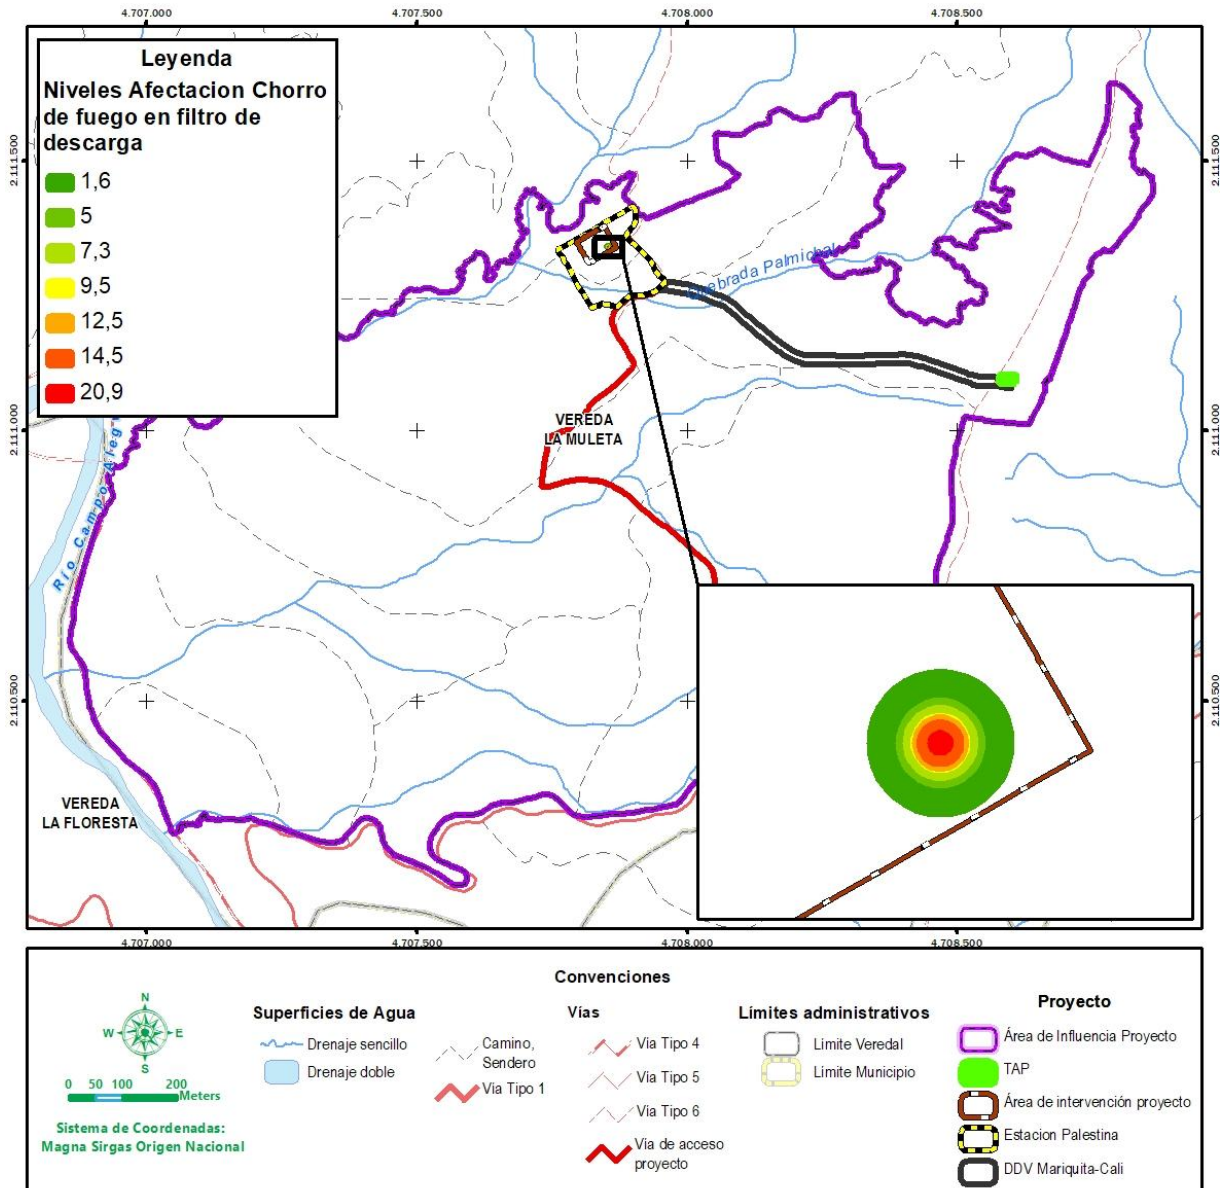 4.707.000
4.707.500
4.708.000
4.708.500
Leyenda
Niveles Afectacion Chorro
de fuego en filtro de
descarga
1,6
5
7,3
9,5
12,5
14,5
20,9
2.111.500
2.111.500
2.111.000
2.111.000
2.110.500
2.110.500
Quebrada Palmichal
VEREDA
LA MULETA
Río Campo Alegr
VEREDA
LA FLORESTA
4.707.000
4.707.500
4.708.000
4.708.500
Convenciones
N
W
E
S
0 50 100 200
Meters
Sistema de Coordenadas:
Magna Sirgas Origen Nacional
Superficies de Agua
Drenaje sencillo
Drenaje doble
Vías
Camino,
Sendero
Via Tipo 1
Via Tipo 4
Via Tipo 5
Via Tipo 6
Via de acceso
proyecto
Límites administrativos
Limite Veredal
Limite Municipio
Proyecto
Área de Influencia Proyecto
TAP
Área de intervención proyecto
Estacion Palestina
DDV Mariquita-Cali